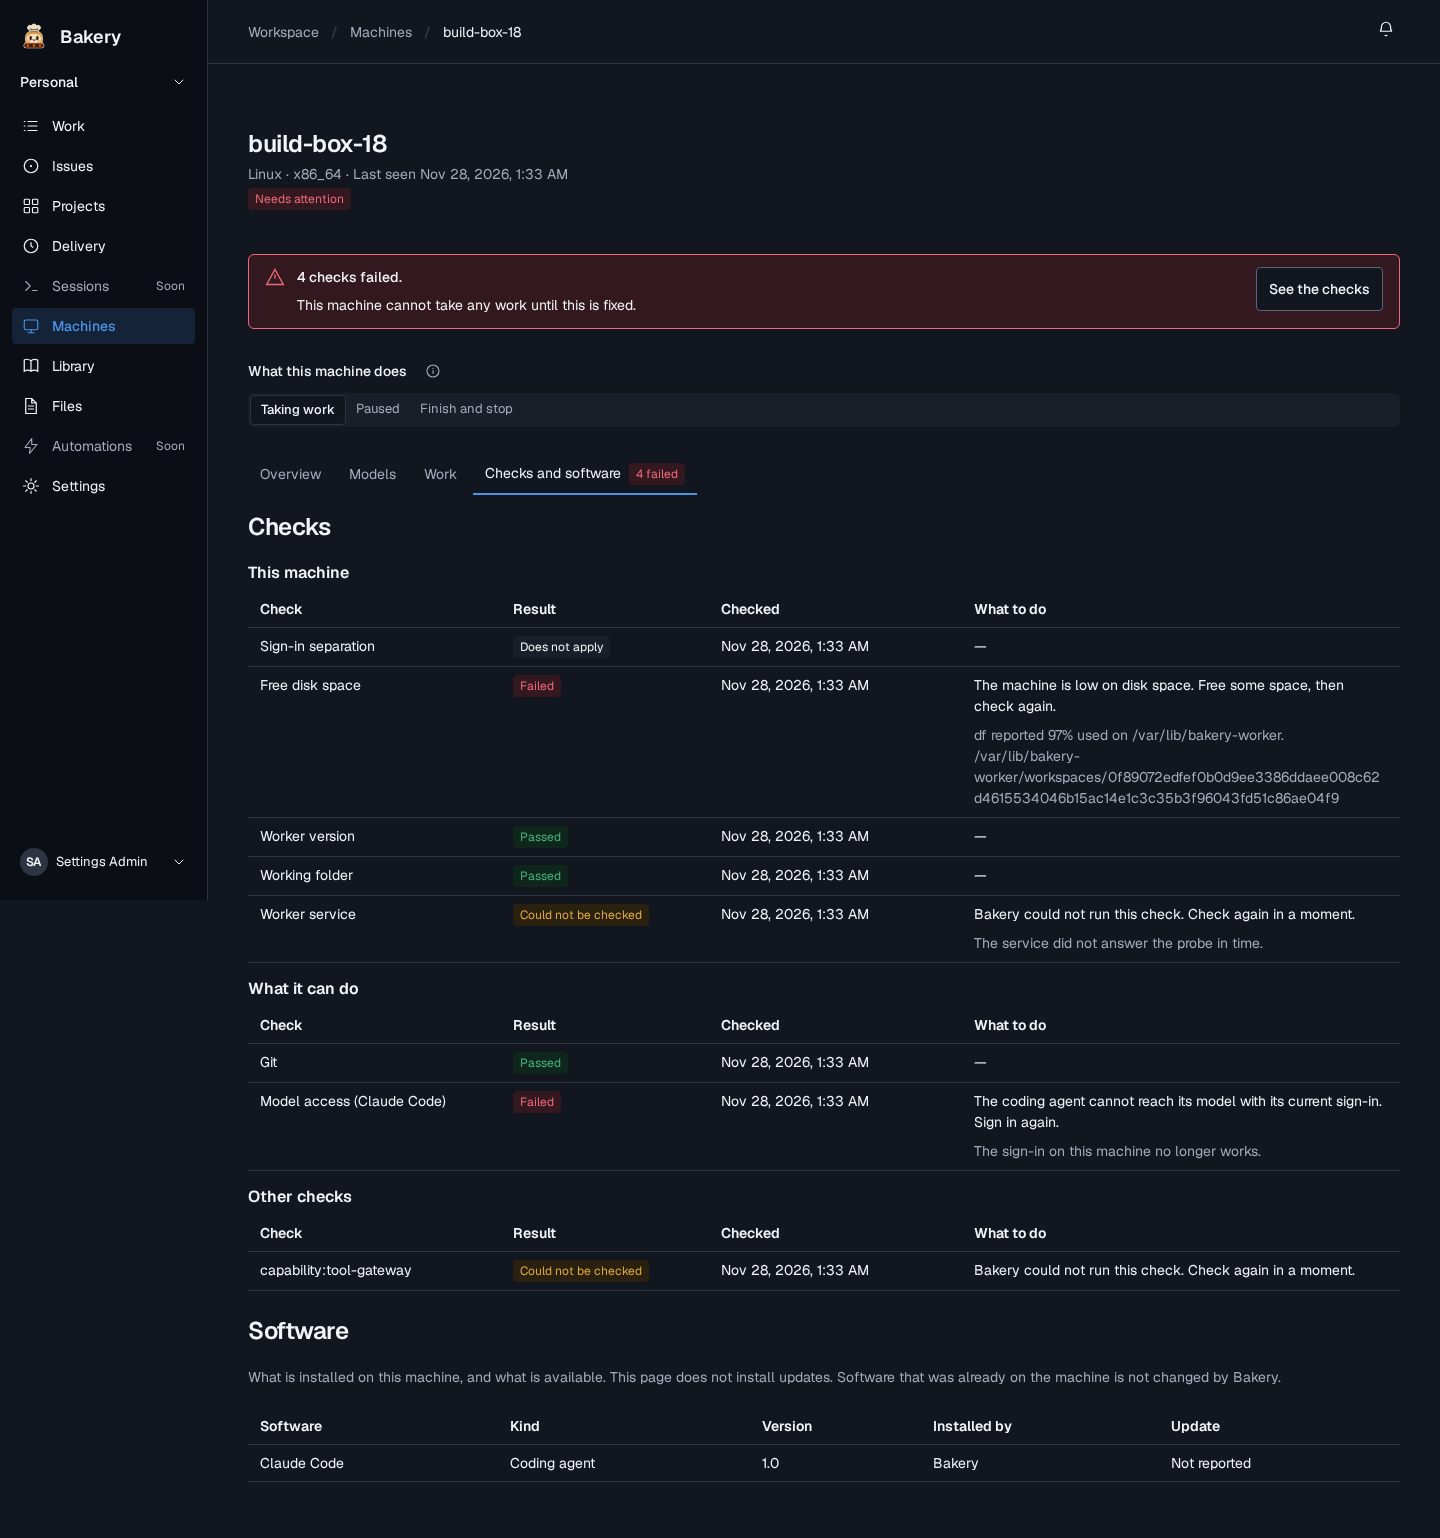 Bakery
Personal
Work
Issues
Projects
Delivery
Sessions Soon
Machines
Library
Files
Automations Soon
Settings
SA Settings Admin
Workspace / Machines / build-box-18
build-box-18
Linux · x86_64 · Last seen Nov 28, 2026, 1:33 AM
Needs attention
4 checks failed.
This machine cannot take any work until this is fixed.
See the checks
What this machine does
Taking work Paused Finish and stop
Overview Models Work Checks and software 4 failed
Checks
This machine
Check Result Checked What to do
Sign-in separation Does not apply Nov 28, 2026, 1:33 AM —
Free disk space Failed Nov 28, 2026, 1:33 AM The machine is low on disk space. Free some space, then
check again.
df reported 97% used on /var/lib/bakery-worker.
/var/lib/bakery-
worker/workspaces/0f89072edfef0b0d9ee3386ddaee008c62
d4615534046b15ac14e1c3c35b3f96043fd51c86ae04f9
Worker version Passed Nov 28, 2026, 1:33 AM —
Working folder Passed Nov 28, 2026, 1:33 AM —
Worker service Could not be checked Nov 28, 2026, 1:33 AM Bakery could not run this check. Check again in a moment.
The service did not answer the probe in time.
What it can do
Check Result Checked What to do
Git Passed Nov 28, 2026, 1:33 AM —
Model access (Claude Code) Failed Nov 28, 2026, 1:33 AM The coding agent cannot reach its model with its current sign-in.
Sign in again.
The sign-in on this machine no longer works.
Other checks
Check Result Checked What to do
capability:tool-gateway Could not be checked Nov 28, 2026, 1:33 AM Bakery could not run this check. Check again in a moment.
Software
What is installed on this machine, and what is available. This page does not install updates. Software that was already on the machine is not changed by Bakery.
Software Kind Version Installed by Update
Claude Code Coding agent 1.0 Bakery Not reported